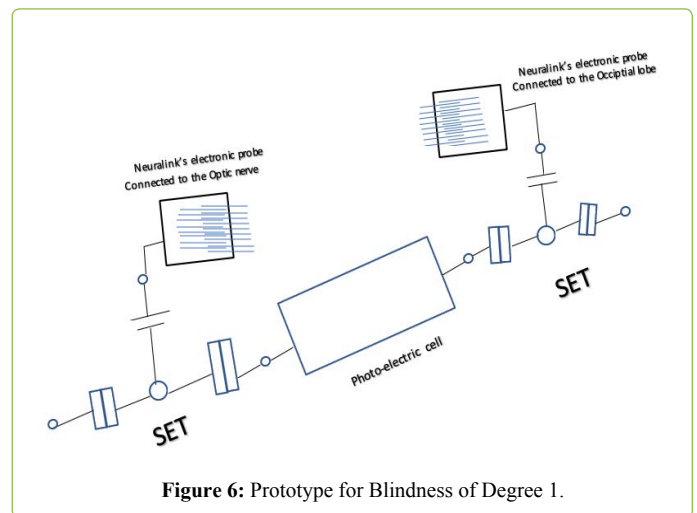 Neuralink's electronic probe
Connected to the Occiptial lobe
Neuralink's electronic probe
Connected to the Optic nerve
SET
Photo-electric cell
SET
Figure 6: Prototype for Blindness of Degree 1.